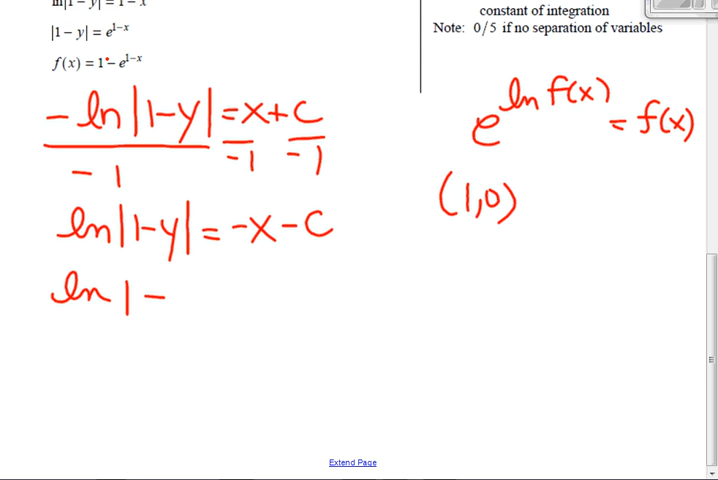 ln|1 − y| = 1 − x
|1 − y| = e^{1−x}
f(x) = 1 − e^{1−x}
constant of integration
Note: 0/5 if no separation of variables
−ln|1−y| = x + c
−1 −1 −1
ln|1−y| = −x − c
ln |1 −
e^{ln f(x)} = f(x)
(1,0)
Extend Page